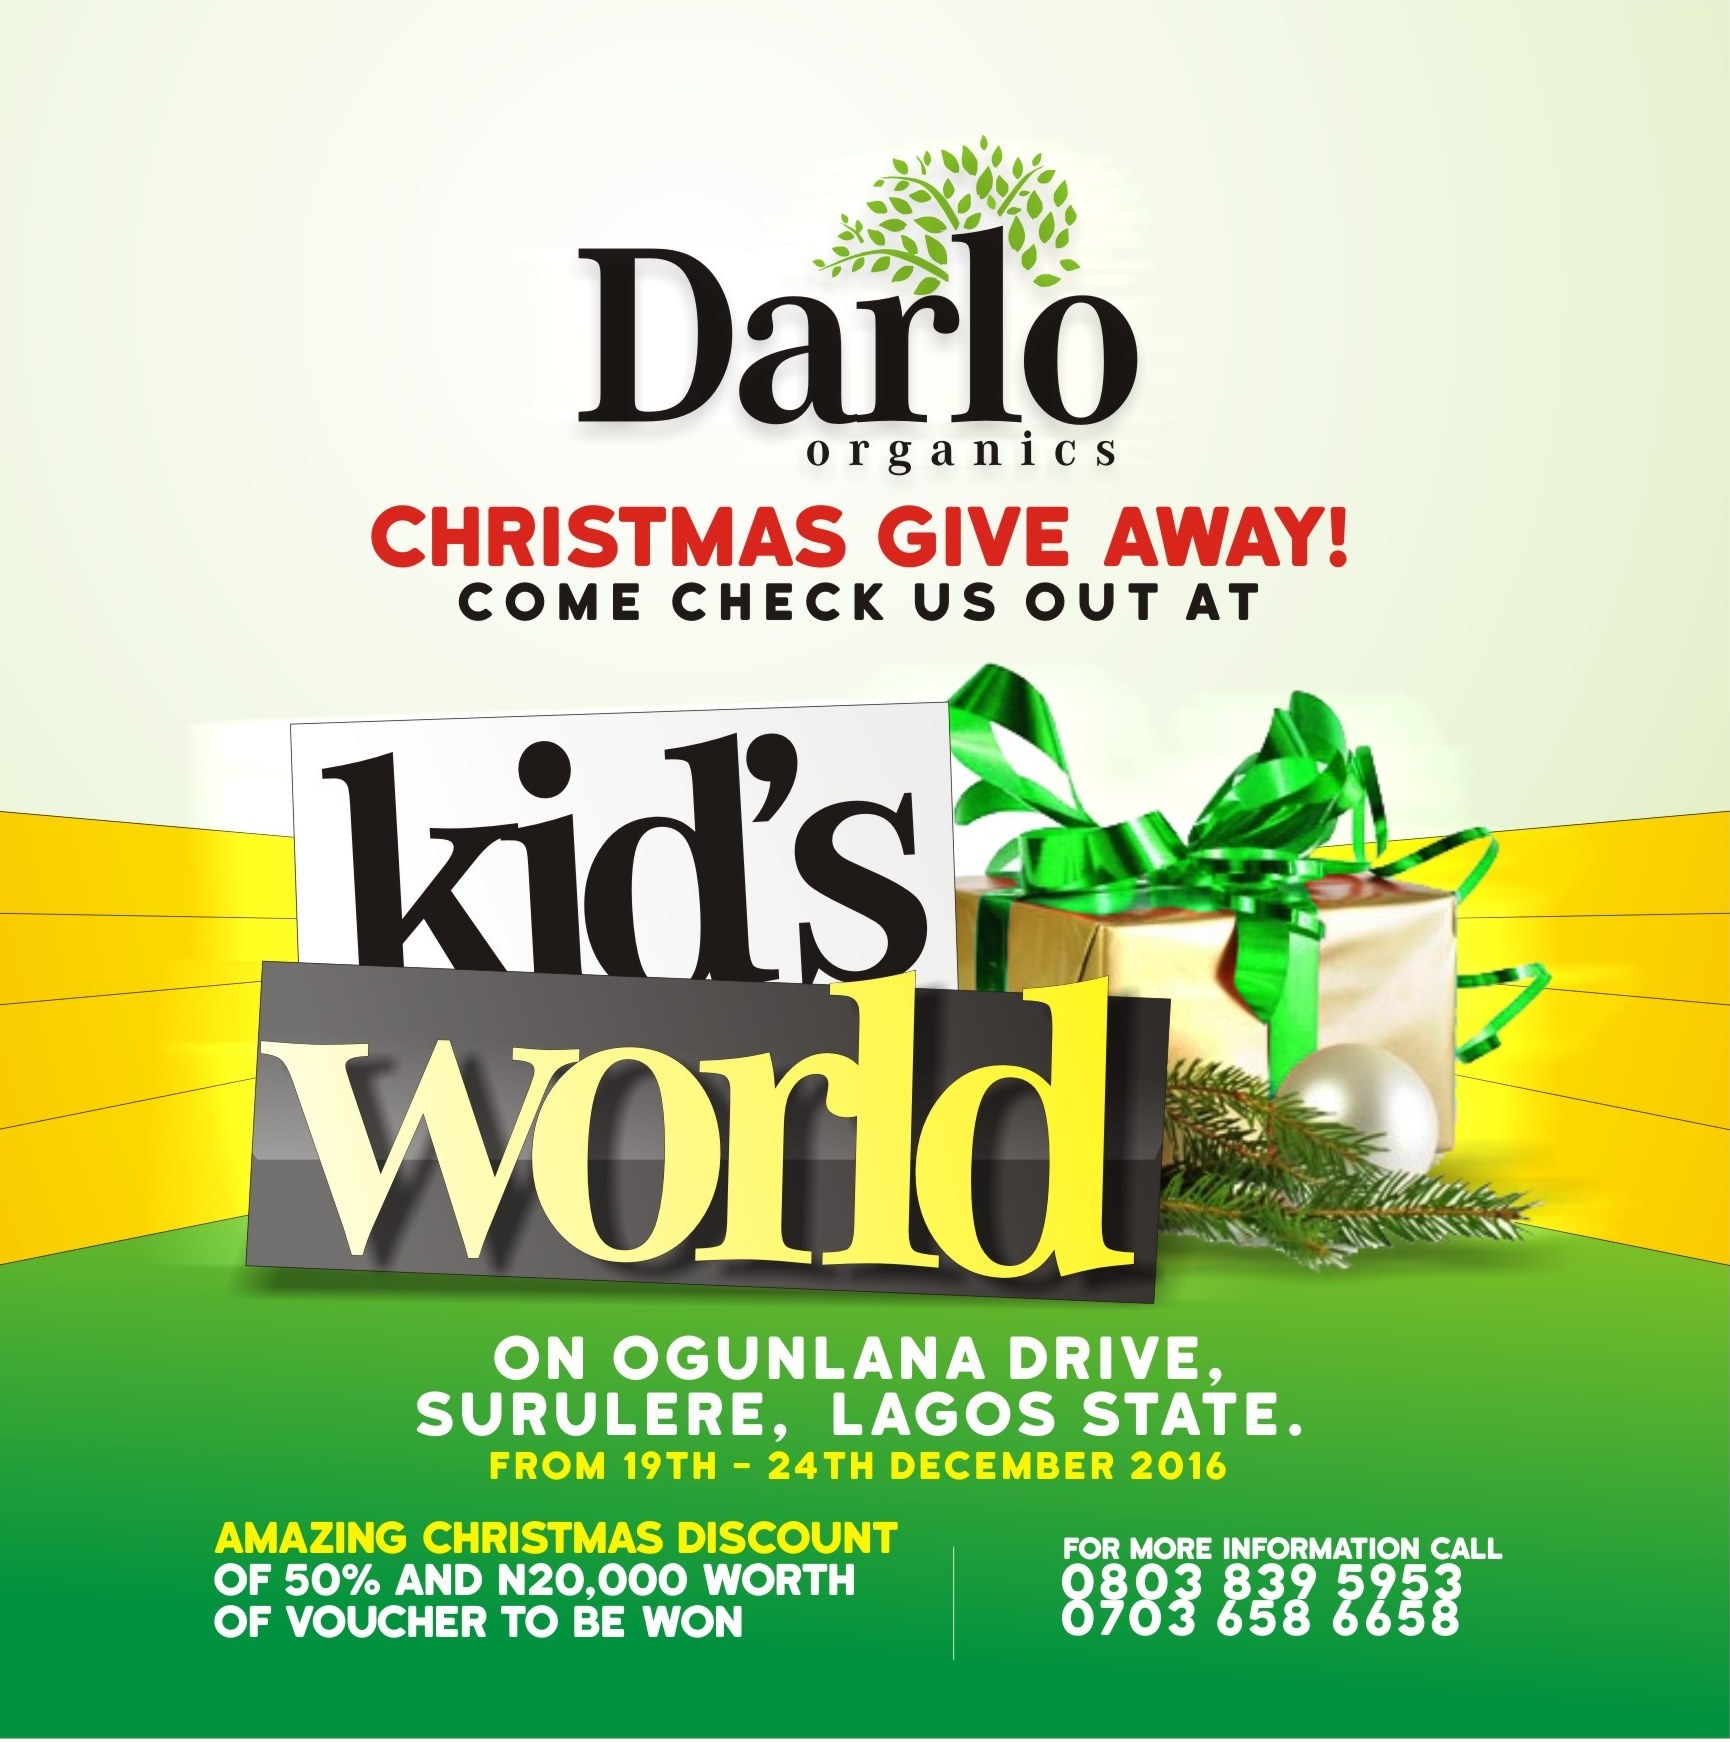 Darlo
organics
CHRISTMAS GIVE AWAY!
COME CHECK US OUT AT
kid's
world
ON OGUNLANA DRIVE,
SURULERE, LAGOS STATE.
FROM 19TH - 24TH DECEMBER 2016
AMAZING CHRISTMAS DISCOUNT
OF 50% AND N20,000 WORTH
OF VOUCHER TO BE WON
FOR MORE INFORMATION CALL
0803 839 5953
0703 658 6658